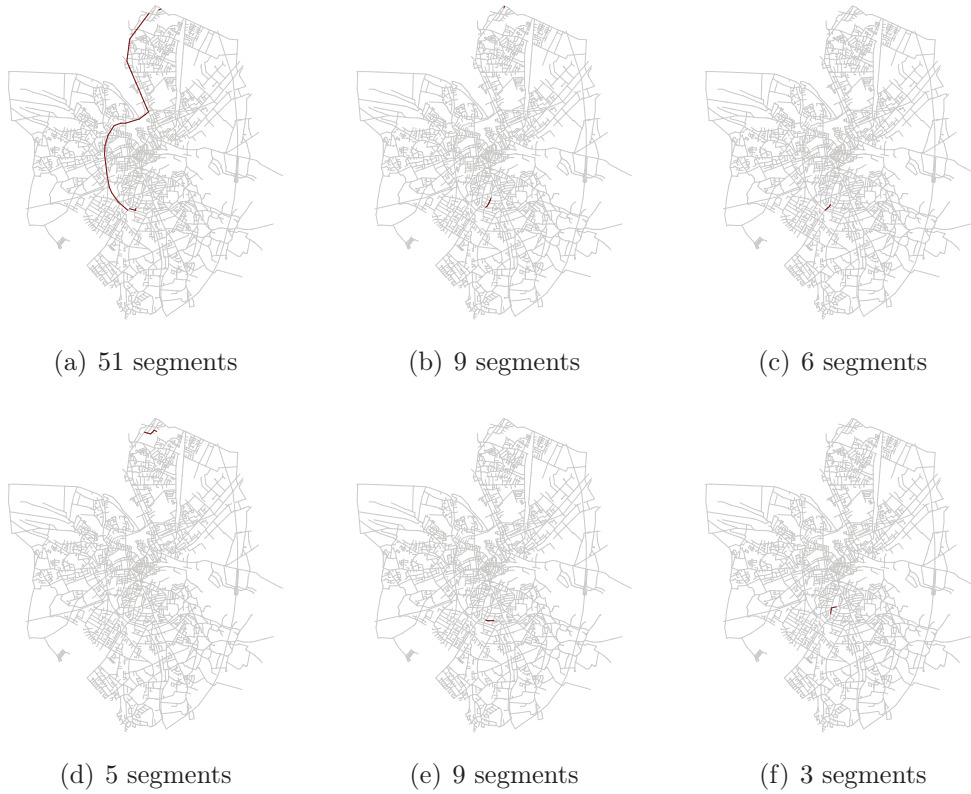 (a) 51 segments
(b) 9 segments
(c) 6 segments
(d) 5 segments
(e) 9 segments
(f) 3 segments